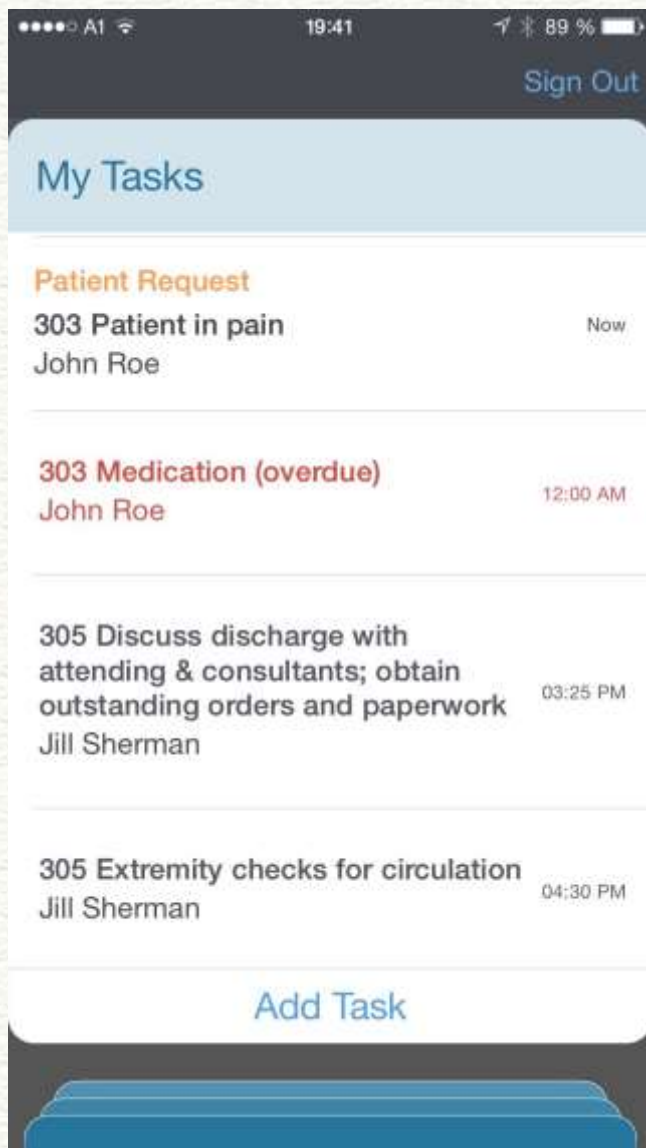 A1 19:41 89 %
Sign Out
My Tasks
Patient Request
303 Patient in pain Now
John Roe
303 Medication (overdue)
12:00 AM
John Roe
305 Discuss discharge with
attending & consultants; obtain
outstanding orders and paperwork 03:25 PM
Jill Sherman
305 Extremity checks for circulation
04:30 PM
Jill Sherman
Add Task